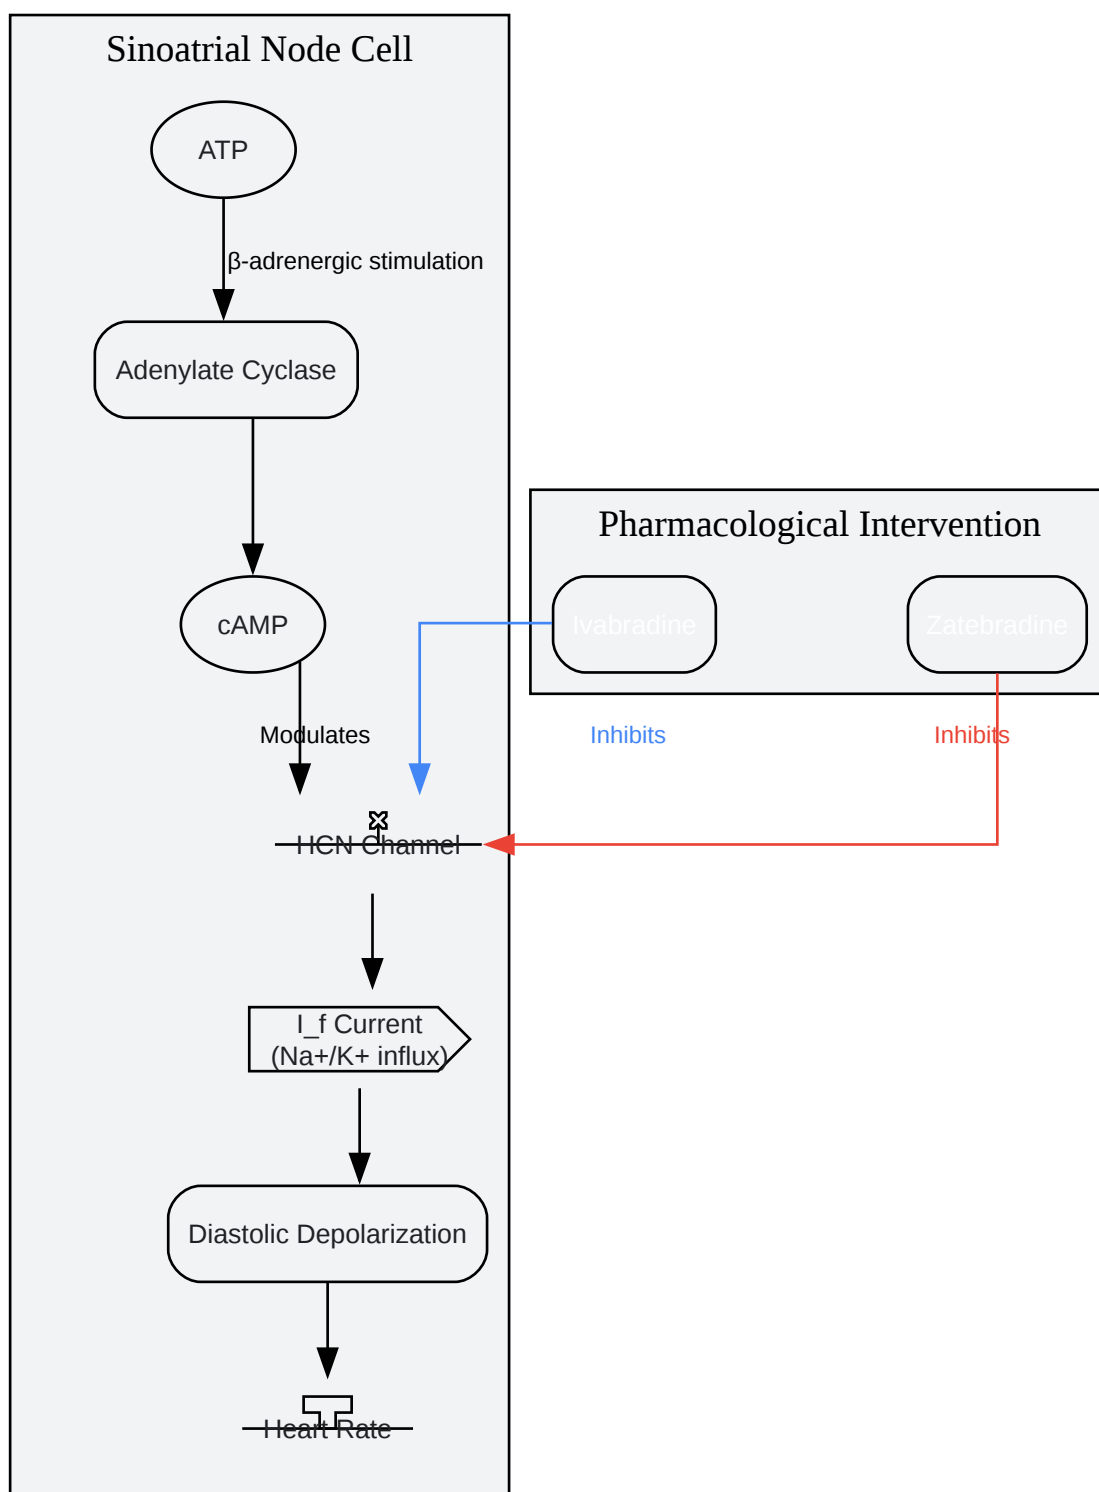 Sinoatrial Node Cell
ATP
β-adrenergic stimulation
Adenylate Cyclase
Pharmacological Intervention
cAMP
Ivabradine
Zatebradine
Modulates
Inhibits
Inhibits
HCN Channel
I_f Current
(Na+/K+ influx)
Diastolic Depolarization
Heart Rate